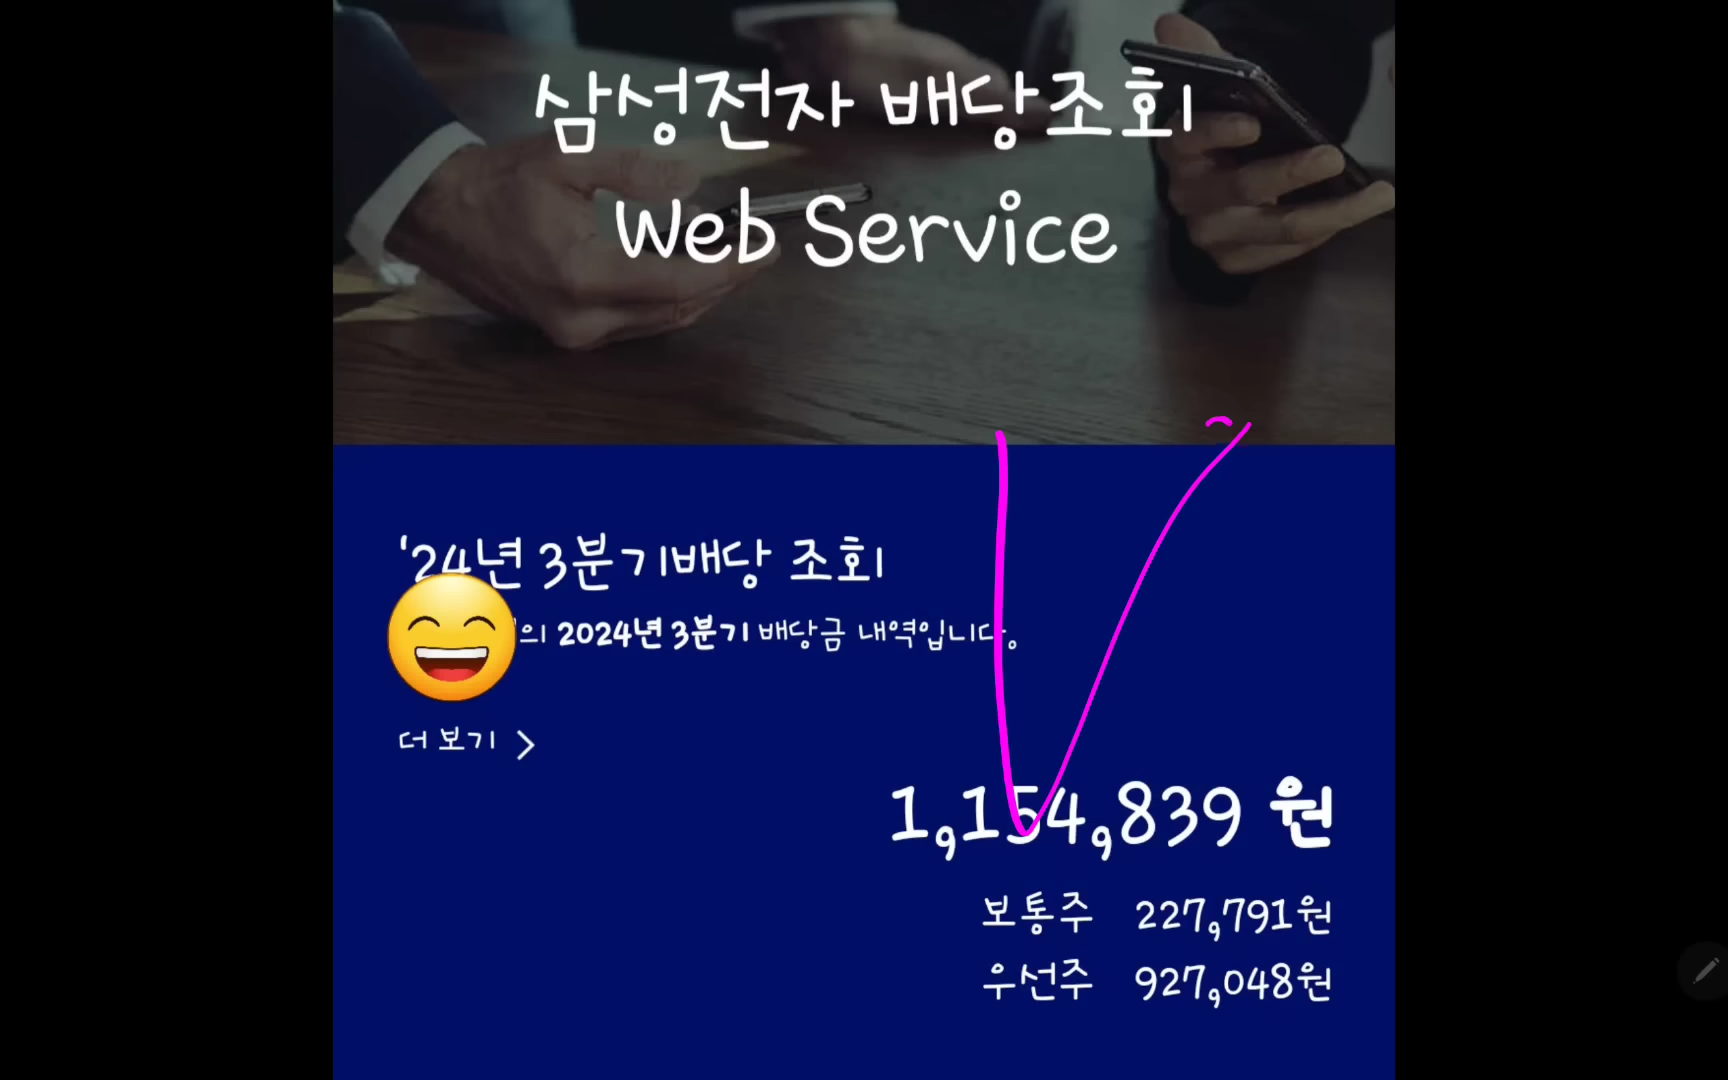 삼성전자 배당조회
Web Service
‘24년 3분기배당 조회
의 2024년 3분기 배당금 내역입니다.
더 보기 >
1,154,839 원
보통주 227,791원
우선주 927,048원